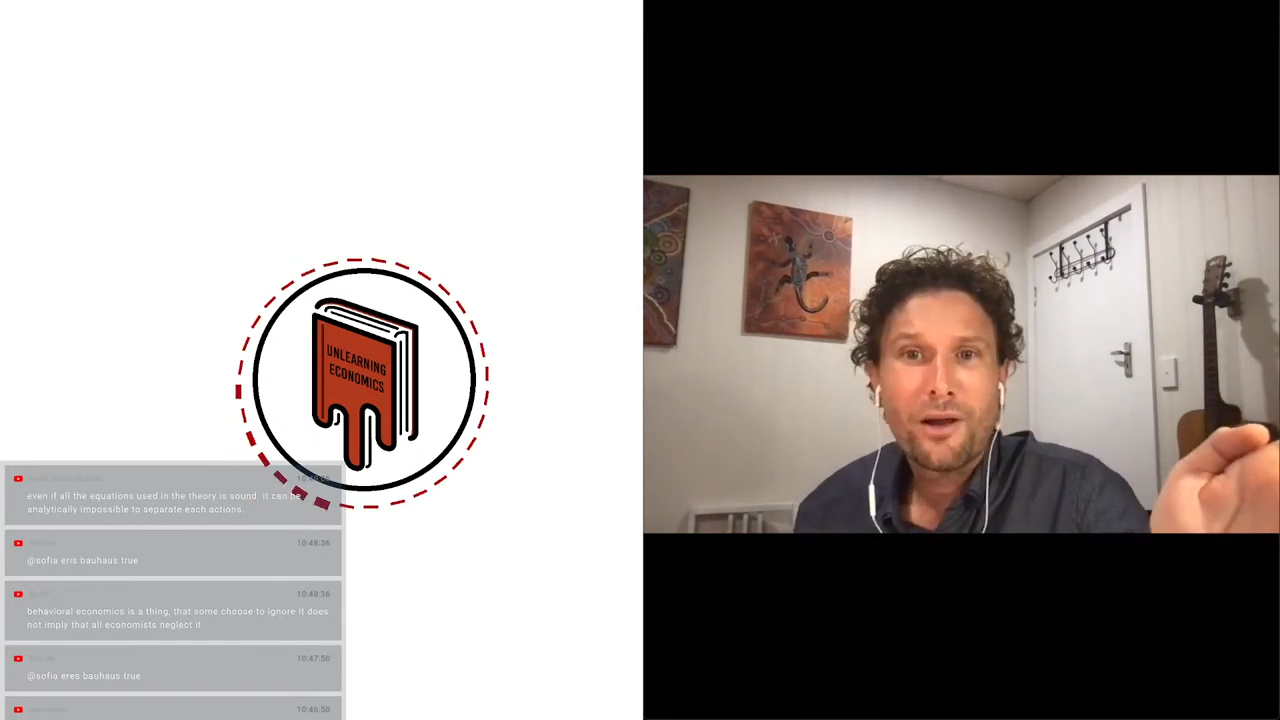 UNLEARNING
ECONOMICS
even if all the equations used in the theory is sound. it can be
analytically impossible to separate each actions.
10:48:36
@sofia eris bauhaus true
10:48:36
behavioral economics is a thing, that some choose to ignore it does
not imply that all economists neglect it
10:47:50
@sofia eres bauhaus true
10:46:50